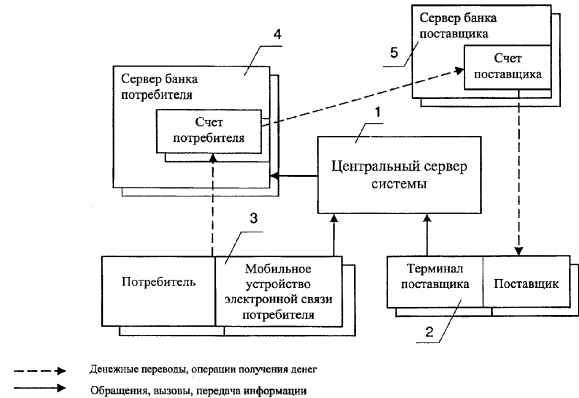 4
Сервер банка
потребителя
Счет
потребителя
5
Сервер банка
поставщика
Счет
поставщика
1
Центральный сервер
системы
3
Потребитель
Мобильное
устройство
электронной связи
потребителя
Терминал
поставщика
Поставщик
2
Денежные переводы, операции получения денег
Обращения, вызовы, передача информации